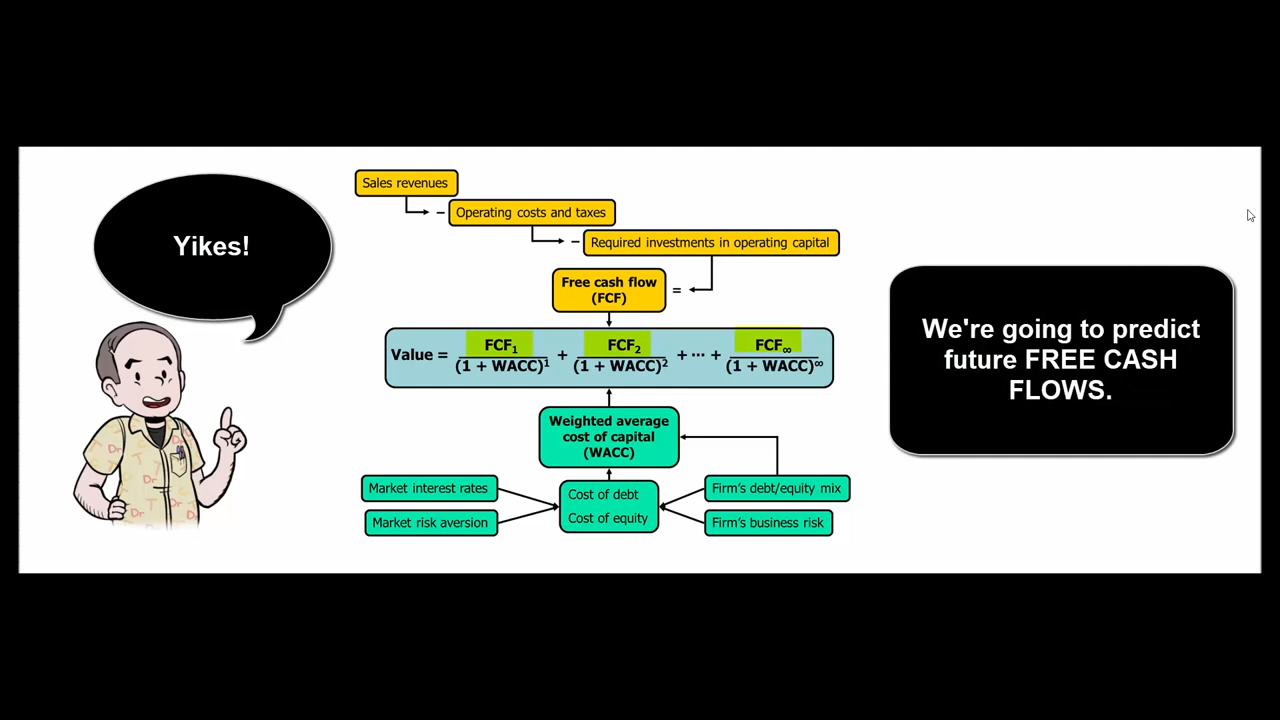 Yikes!
Sales revenues
− Operating costs and taxes
− Required investments in operating capital
Free cash flow
(FCF)
=
Value = FCF₁ / (1 + WACC)¹ + FCF₂ / (1 + WACC)² + ··· + FCF∞ / (1 + WACC)∞
Weighted average
cost of capital
(WACC)
Market interest rates
Market risk aversion
Cost of debt
Cost of equity
Firm's debt/equity mix
Firm's business risk
We're going to predict
future FREE CASH
FLOWS.